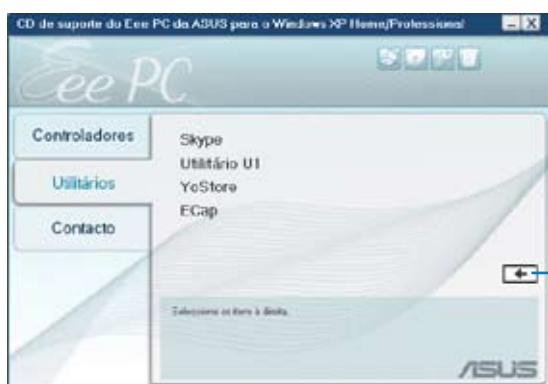 CD de suporte do Eee PC da ASUS para o Windows XP Home/Professional
Eee PC
Controladores
Utilitários
Contacto
Skype
Utilitário U1
YoStore
ECap
Seleccione os itens à direita.
ASUS